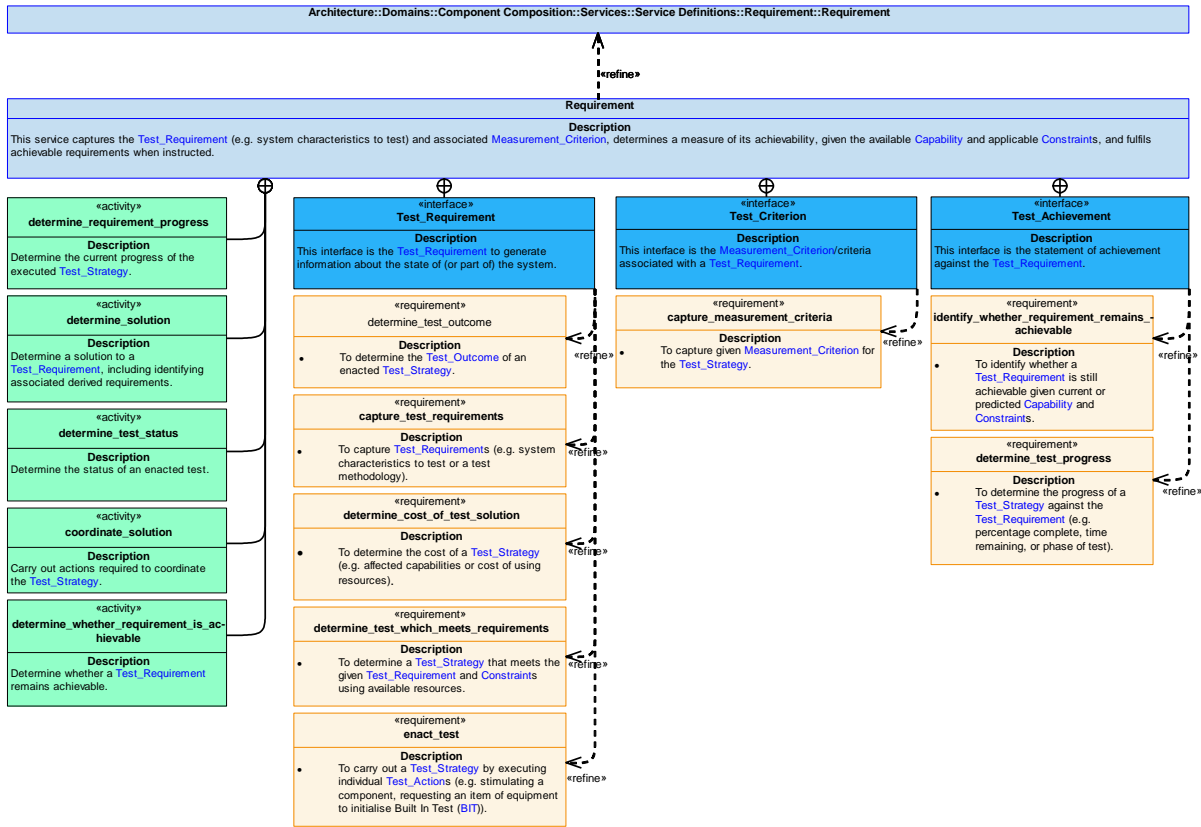 Architecture::Domains::Component Composition::Services::Service Definitions::Requirement::Requirement
«refine»
Requirement
Description
This service captures the Test_Requirement (e.g. system characteristics to test) and associated Measurement_Criterion, determines a measure of its achievability, given the available Capability and applicable Constraints, and fulfils
achievable requirements when instructed.
«activity»
determine_requirement_progress
Description
Determine the current progress of the
executed Test_Strategy.
«activity»
determine_solution
Description
Determine a solution to a
Test_Requirement, including identifying
associated derived requirements.
«activity»
determine_test_status
Description
Determine the status of an enacted test.
«activity»
coordinate_solution
Description
Carry out actions required to coordinate
the Test_Strategy.
«activity»
determine_whether_requirement_is_ac-
hievable
Description
Determine whether a Test_Requirement
remains achievable.
«interface»
Test_Requirement
Description
This interface is the Test_Requirement to generate
information about the state of (or part of) the system.
«requirement»
determine_test_outcome
Description
• To determine the Test_Outcome of an
enacted Test_Strategy.
«refine»
«requirement»
capture_test_requirements
Description
• To capture Test_Requirements (e.g. system
characteristics to test or a test
methodology).
«refine»
«requirement»
determine_cost_of_test_solution
Description
• To determine the cost of a Test_Strategy
(e.g. affected capabilities or cost of using
resources).
«refine»
«requirement»
determine_test_which_meets_requirements
Description
• To determine a Test_Strategy that meets the
given Test_Requirement and Constraints
using available resources.
«refine»
«requirement»
enact_test
Description
• To carry out a Test_Strategy by executing
individual Test_Actions (e.g. stimulating a
component, requesting an item of equipment
to initialise Built In Test (BIT)).
«refine»
«interface»
Test_Criterion
Description
This interface is the Measurement_Criterion/criteria
associated with a Test_Requirement.
«requirement»
capture_measurement_criteria
Description
• To capture given Measurement_Criterion for
the Test_Strategy.
«refine»
«interface»
Test_Achievement
Description
This interface is the statement of achievement
against the Test_Requirement.
«requirement»
identify_whether_requirement_remains_-
achievable
Description
• To identify whether a
Test_Requirement is still
achievable given current or
predicted Capability and
Constraints.
«refine»
«requirement»
determine_test_progress
Description
• To determine the progress of a
Test_Strategy against the
Test_Requirement (e.g.
percentage complete, time
remaining, or phase of test).
«refine»